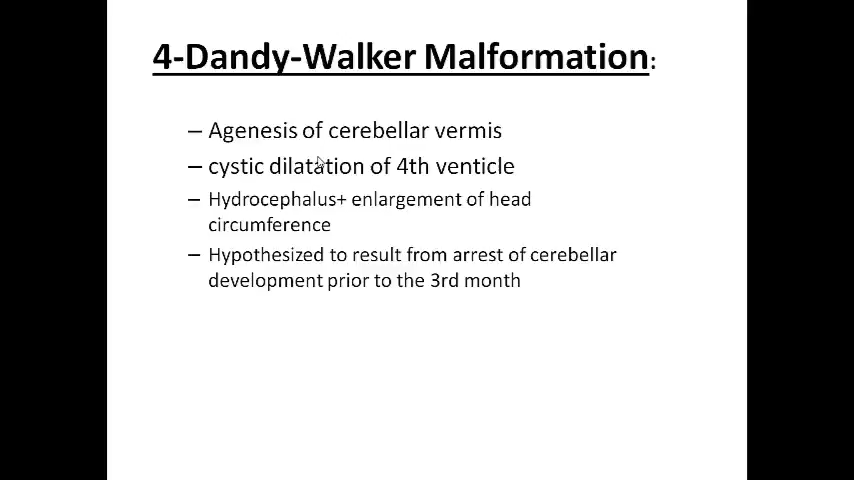 4-Dandy-Walker Malformation:
– Agenesis of cerebellar vermis
– cystic dilatation of 4th venticle
– Hydrocephalus+ enlargement of head
circumference
– Hypothesized to result from arrest of cerebellar
development prior to the 3rd month